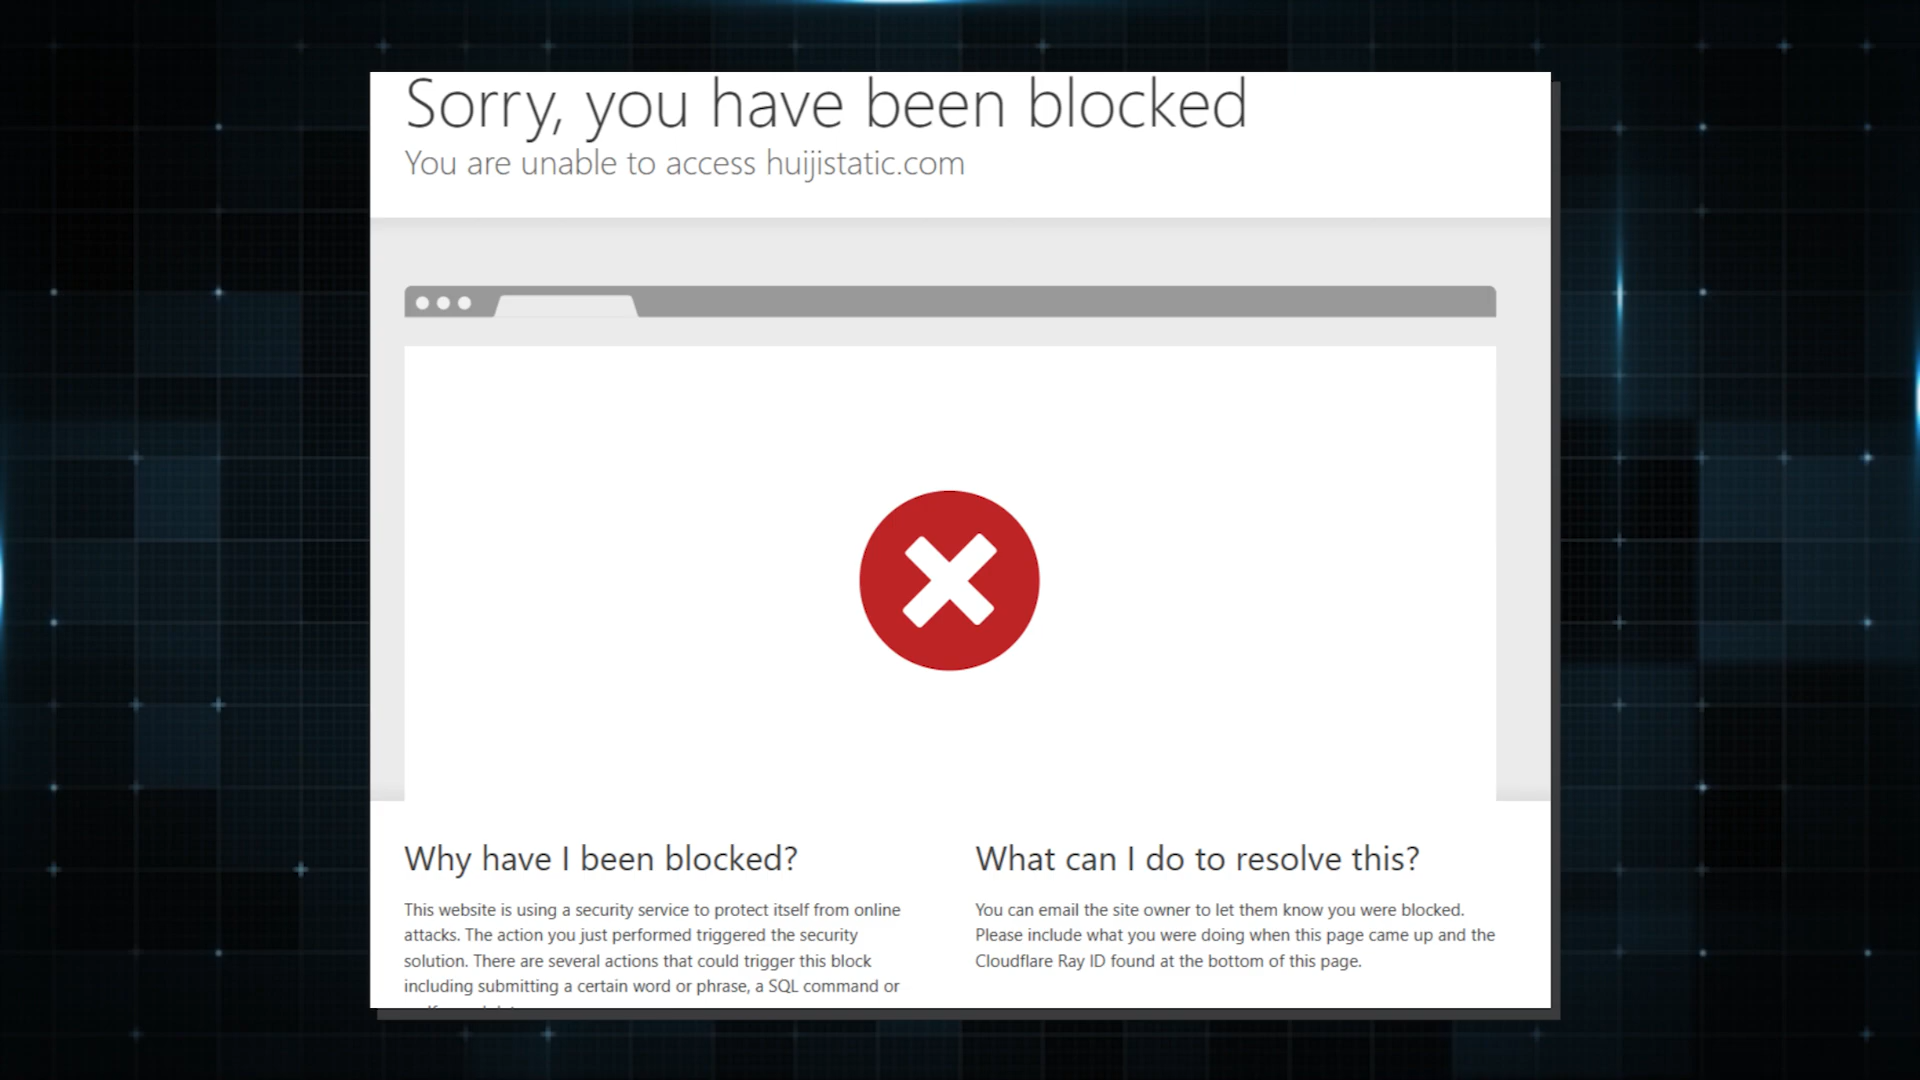 Sorry, you have been blocked
You are unable to access huijistatic.com
Why have I been blocked?
This website is using a security service to protect itself from online
attacks. The action you just performed triggered the security
solution. There are several actions that could trigger this block
including submitting a certain word or phrase, a SQL command or
What can I do to resolve this?
You can email the site owner to let them know you were blocked.
Please include what you were doing when this page came up and the
Cloudflare Ray ID found at the bottom of this page.